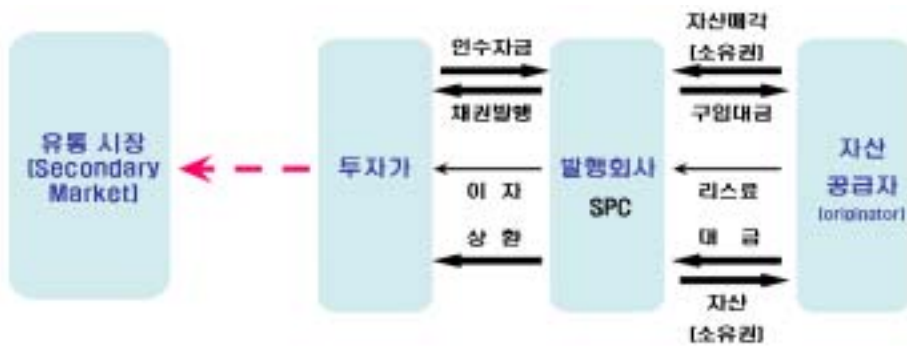 유통 시장
(Secondary
Market)
투자가
인수자금
채권발행
이 자
상 환
발행회사
SPC
자산매각
(소유권)
구입대금
리스료
대 금
자산
(소유권)
자산
공급자
(originator)